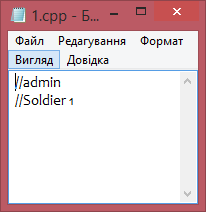 1.cpp - Б...
Файл Редагування Формат
Вигляд Довідка
//admin
//Soldier 1